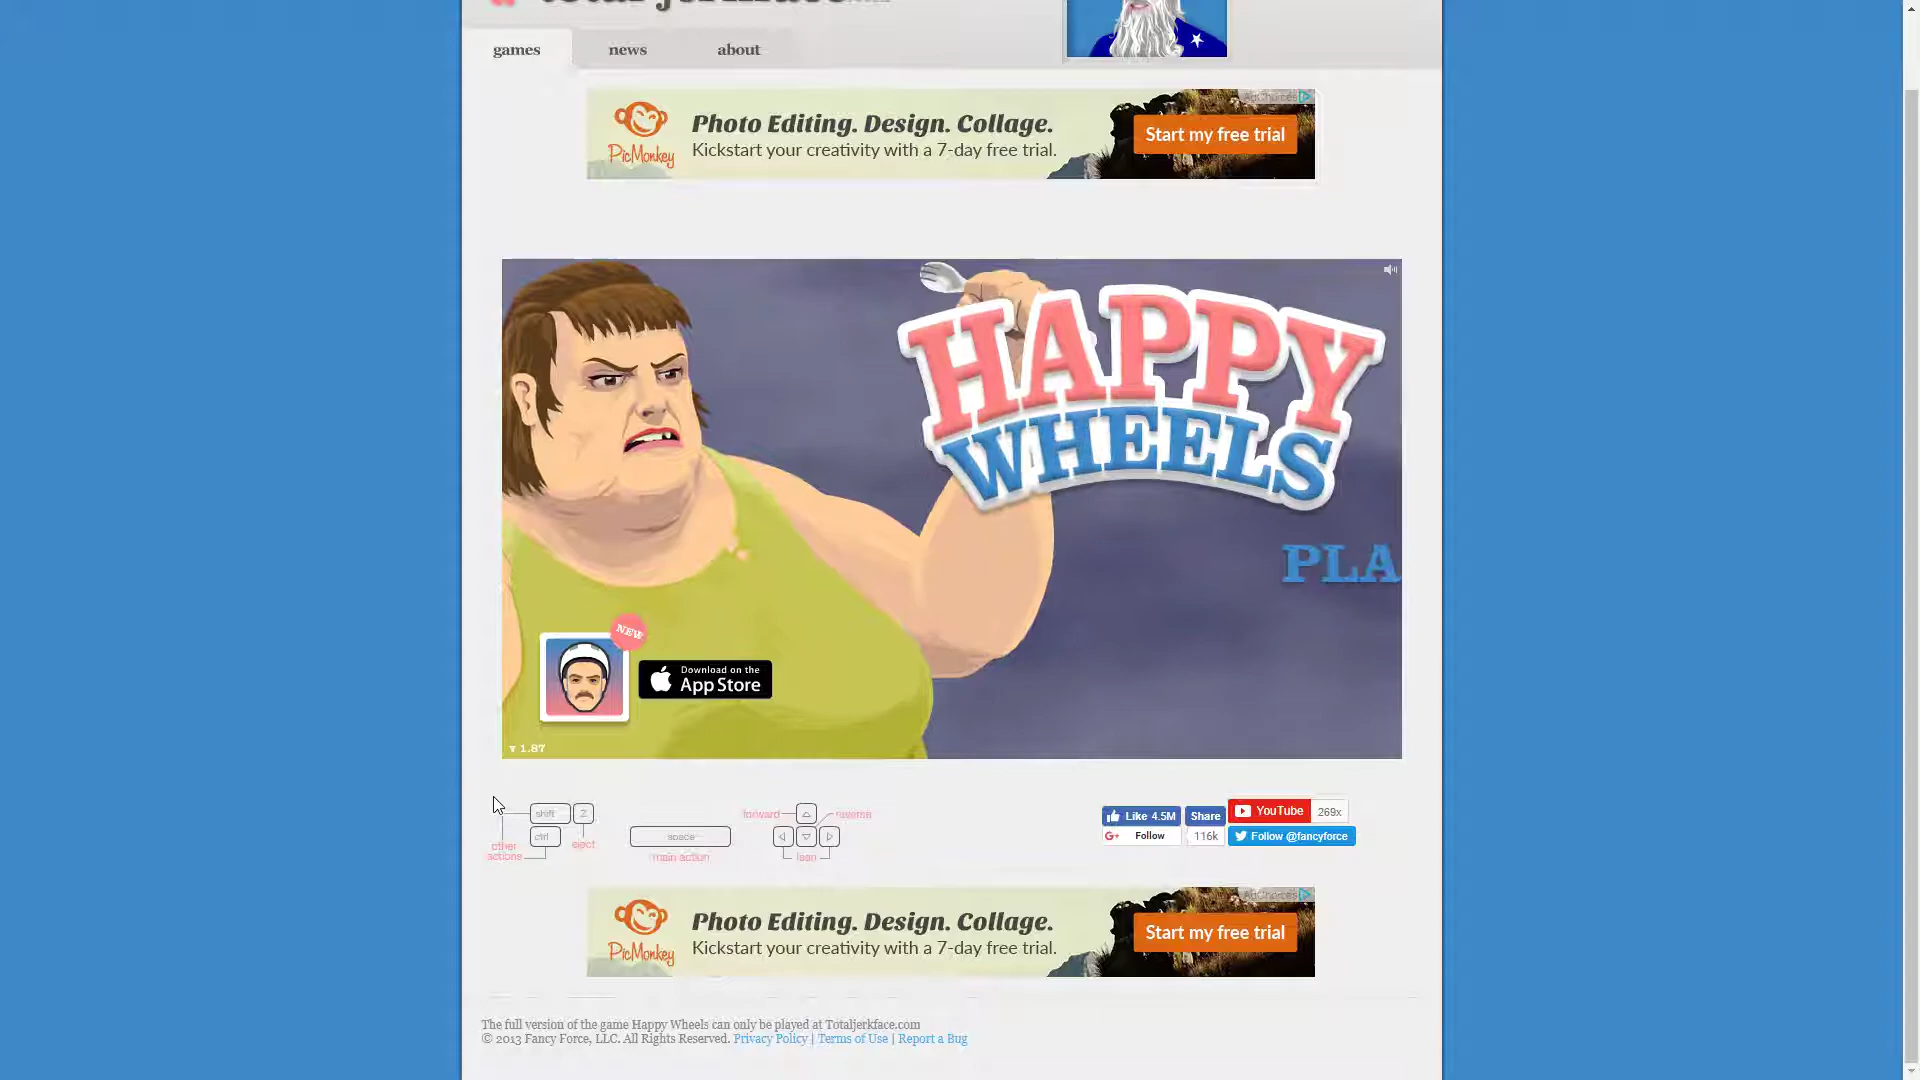 games news about
AdChoices
Photo Editing. Design. Collage.
Kickstart your creativity with a 7-day free trial.
PicMonkey
Start my free trial
HAPPY
WHEELS
PLA
NEW
Download on the
App Store
v 1.87
shift Z
ctrl
other
actions
eject
space
main action
forward
reverse
lean
Like 4.5M Share YouTube 269x
Follow 116k Follow @fancyforce
AdChoices
Photo Editing. Design. Collage.
Kickstart your creativity with a 7-day free trial.
PicMonkey
Start my free trial
The full version of the game Happy Wheels can only be played at Totaljerkface.com
© 2013 Fancy Force, LLC. All Rights Reserved. Privacy Policy | Terms of Use | Report a Bug